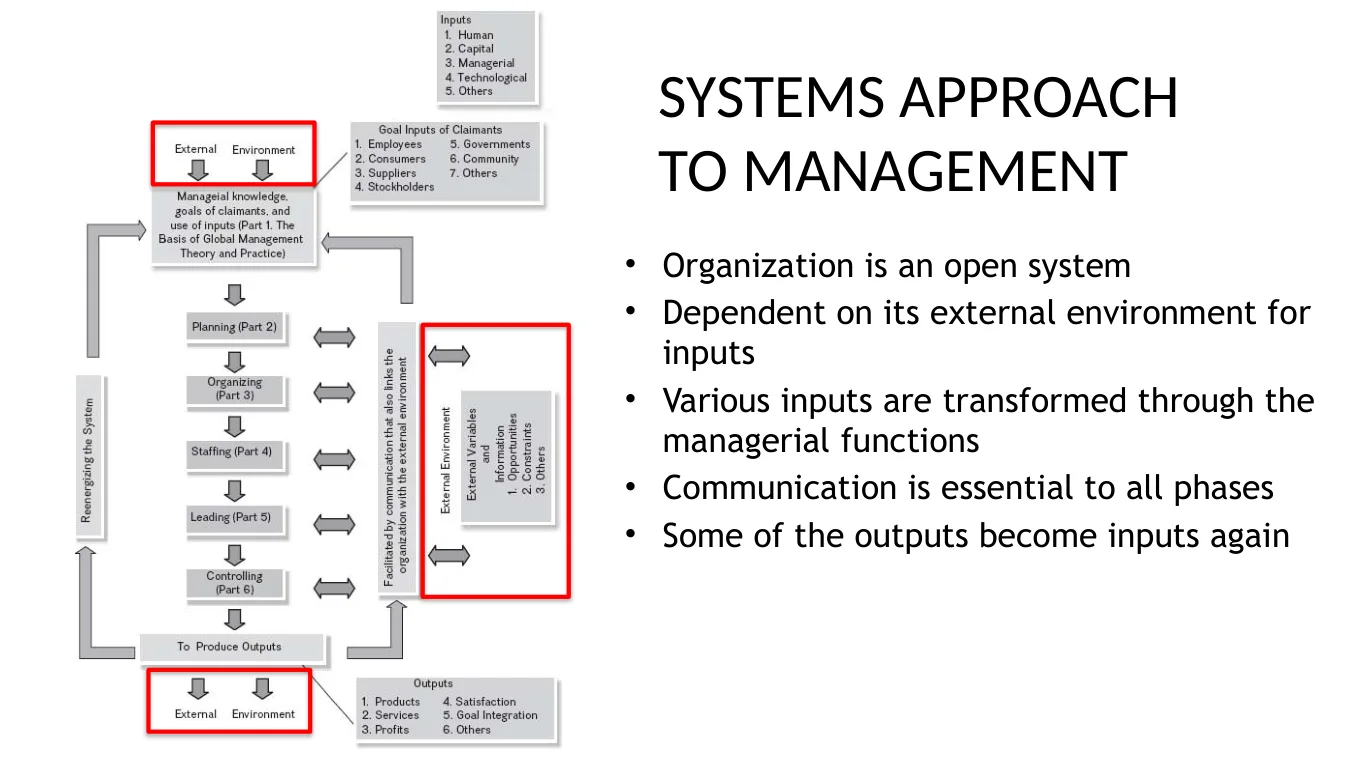 Inputs
1. Human
2. Capital
3. Managerial
4. Technological
5. Others
SYSTEMS APPROACH
TO MANAGEMENT
Goal Inputs of Claimants
1. Employees 5. Governments
2. Consumers 6. Community
3. Suppliers 7. Others
4. Stockholders
External Environment
Manageial knowledge,
goals of claimants, and
use of inputs (Part 1. The
Basis of Global Management
Theory and Practice)
Planning (Part 2)
Organizing
(Part 3)
Staffing (Part 4)
Leading (Part 5)
Controlling
(Part 6)
Reenergizing the System
Facilitated by communication that also links the
organization with the external environment
External Environment
External Variables
and
Information
1. Opportunities
2. Constraints
3. Others
To Produce Outputs
External Environment
Outputs
1. Products 4. Satisfaction
2. Services 5. Goal Integration
3. Profits 6. Others
• Organization is an open system
• Dependent on its external environment for
inputs
• Various inputs are transformed through the
managerial functions
• Communication is essential to all phases
• Some of the outputs become inputs again